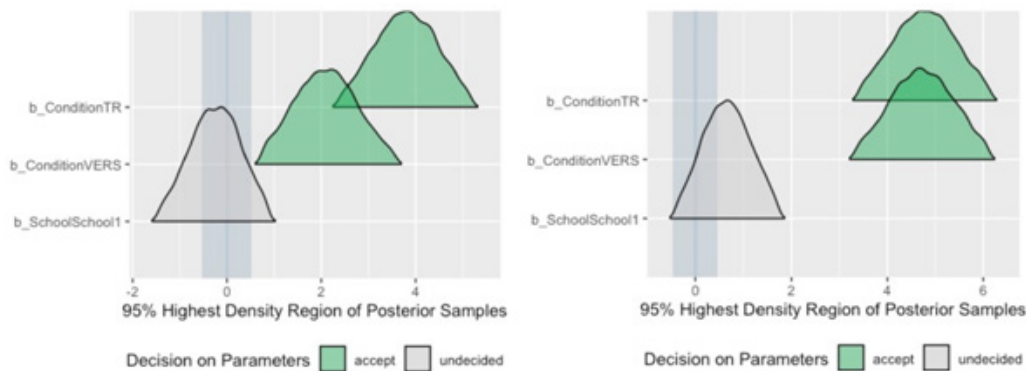 b_ConditionTR
b_ConditionVERS
b_SchoolSchool1
-2 0 2 4
95% Highest Density Region of Posterior Samples
Decision on Parameters accept undecided
b_ConditionTR
b_ConditionVERS
b_SchoolSchool1
0 2 4 6
95% Highest Density Region of Posterior Samples
Decision on Parameters accept undecided